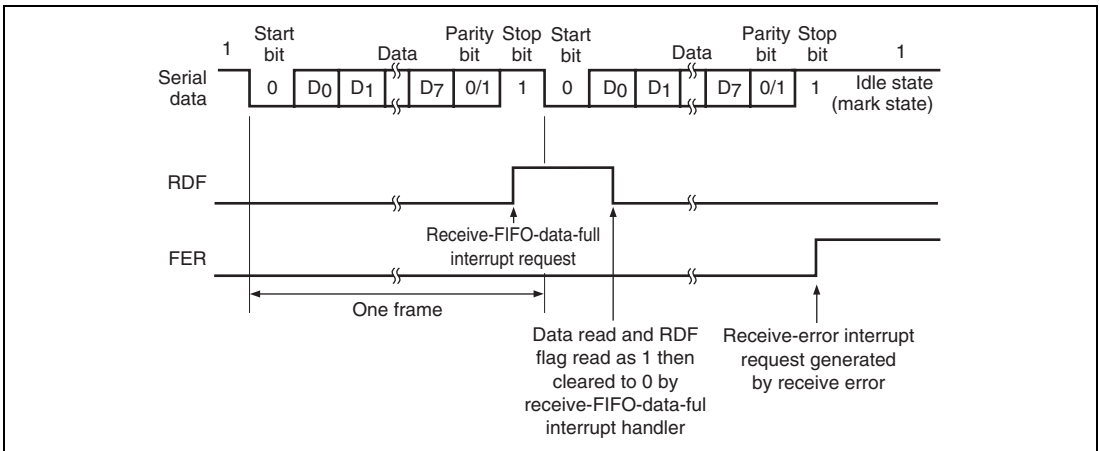 1 Start bit Data Parity bit Stop bit Start bit Data Parity bit Stop bit 1
Serial data 0 D0 D1 D7 0/1 1 0 D0 D1 D7 0/1 1 Idle state (mark state)
RDF
Receive-FIFO-data-full
interrupt request
FER
One frame
Data read and RDF
flag read as 1 then
cleared to 0 by
receive-FIFO-data-ful
interrupt handler
Receive-error interrupt
request generated
by receive error